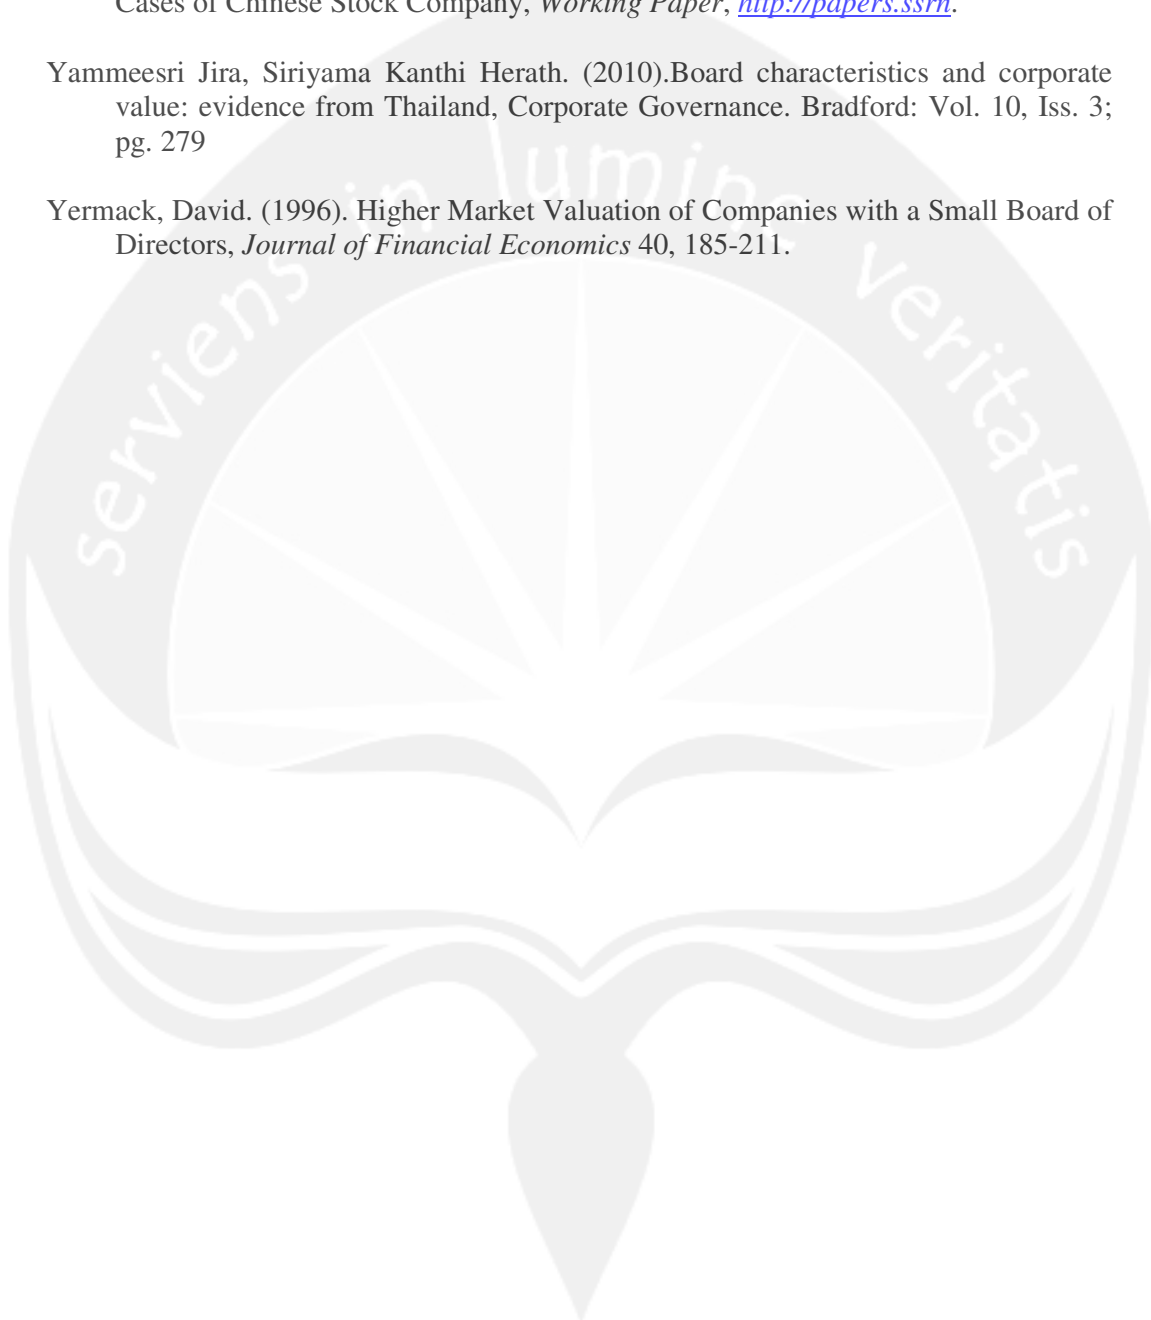 Cases of Chinese Stock Company, Working Paper, http://papers.ssrn.
Yammeesri Jira, Siriyama Kanthi Herath. (2010).Board characteristics and corporate
value: evidence from Thailand, Corporate Governance. Bradford: Vol. 10, Iss. 3;
pg. 279
Yermack, David. (1996). Higher Market Valuation of Companies with a Small Board of
Directors, Journal of Financial Economics 40, 185-211.
serviens in lumine veritatis